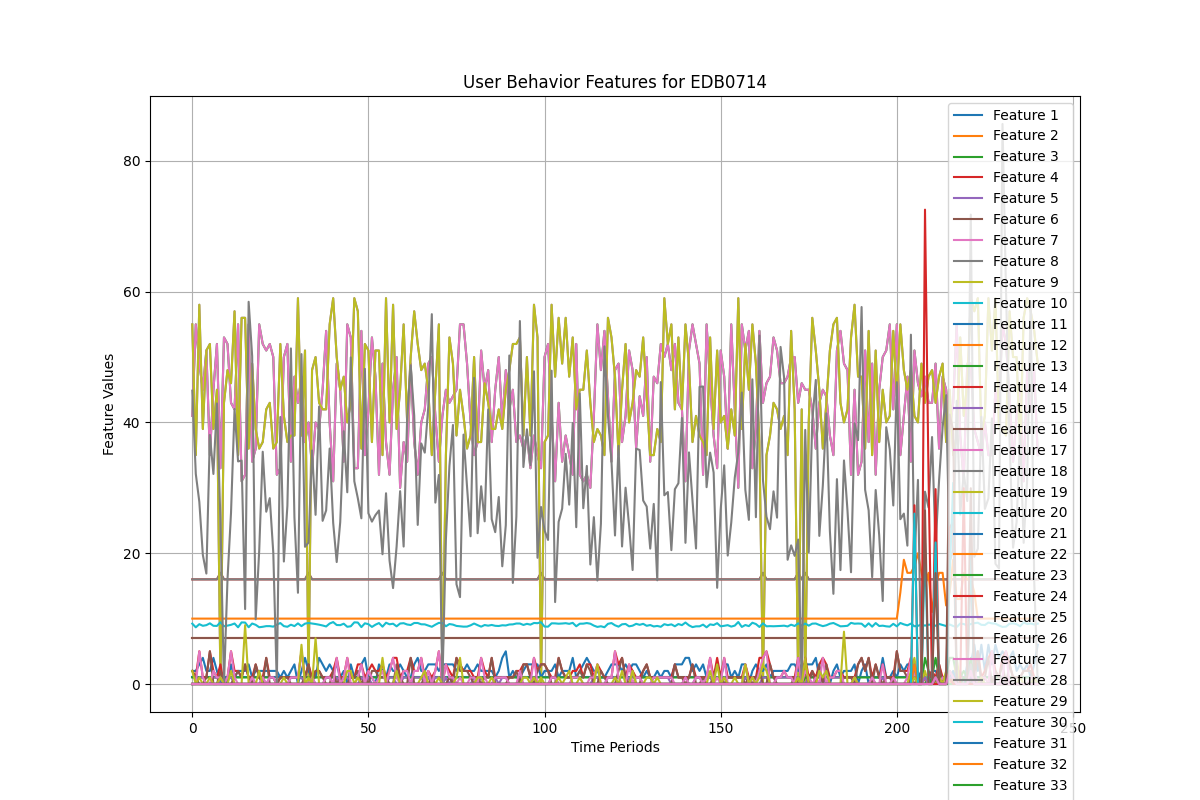 User Behavior Features for EDB0714
Feature Values
80
60
40
20
0
0
50
100
150
200
250
Time Periods
Feature 1
Feature 2
Feature 3
Feature 4
Feature 5
Feature 6
Feature 7
Feature 8
Feature 9
Feature 10
Feature 11
Feature 12
Feature 13
Feature 14
Feature 15
Feature 16
Feature 17
Feature 18
Feature 19
Feature 20
Feature 21
Feature 22
Feature 23
Feature 24
Feature 25
Feature 26
Feature 27
Feature 28
Feature 29
Feature 30
Feature 31
Feature 32
Feature 33